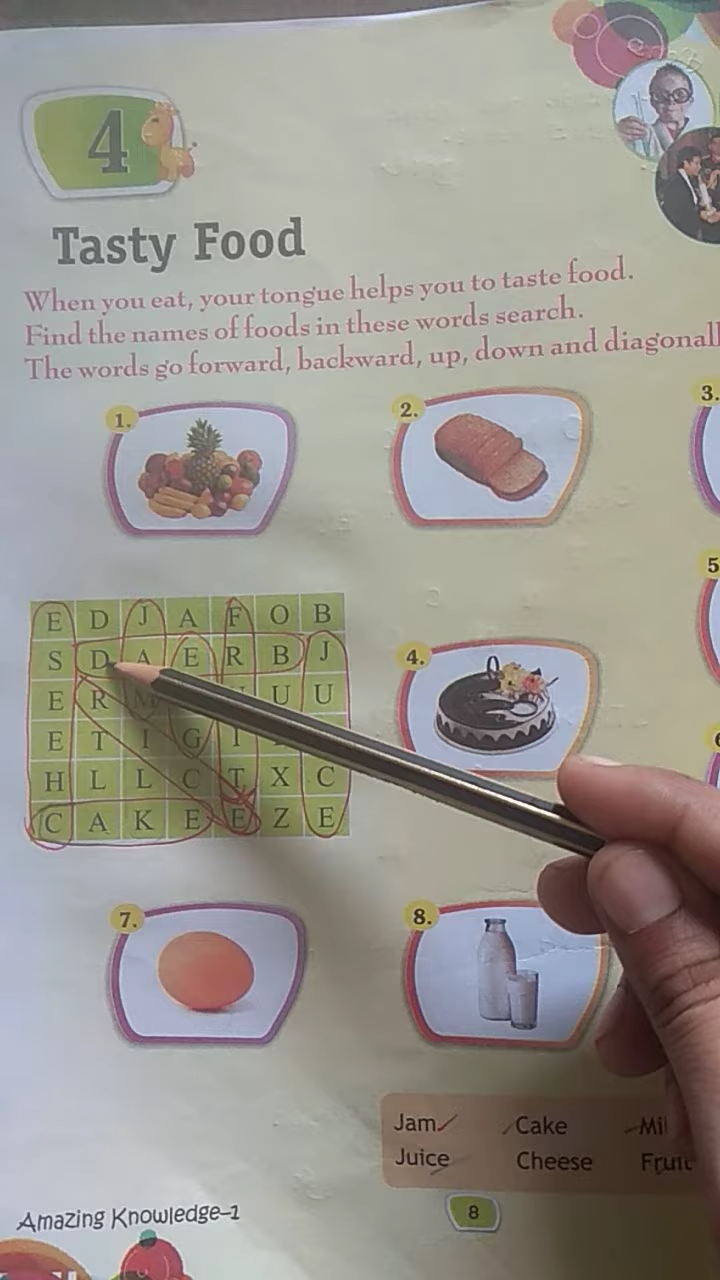 4
Tasty Food
When you eat, your tongue helps you to taste food.
Find the names of foods in these words search.
The words go forward, backward, up, down and diagonall
1.
2.
3.
E D J A F O B
S D A E R B J
E R M U U
E T I G I
H L L C T X C
C A K E E Z E
4.
5
7.
8.
Jam Cake Mil
Juice Cheese Fruit
Amazing Knowledge-1
8